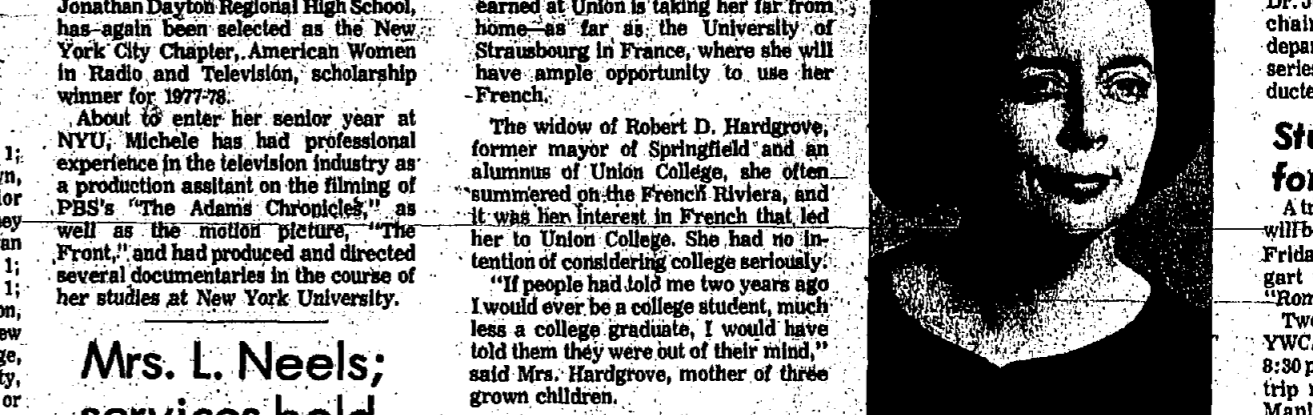 Jonathan Dayton Regional High School,
has again been selected as the New
York City Chapter, American Women
in Radio and Television, scholarship
winner for 1977-78.
About to enter her senior year at
NYU, Michele has had professional
experience in the television industry as
a production assitant on the filming of
PBS's "The Adams Chronicles," as
well as the motion picture, "The
Front," and had produced and directed
several documentaries in the course of
her studies at New York University.
Mrs. L. Neels;
services held
earned at Union is taking her far from
home—as far as the University of
Strausbourg in France, where she will
have ample opportunity to use her
French.
The widow of Robert D. Hardgrove,
former mayor of Springfield and an
alumnus of Union College, she often
summered on the French Riviera, and
it was her interest in French that led
her to Union College. She had no in-
tention of considering college seriously.
"If people had told me two years ago
I would ever be a college student, much
less a college graduate, I would have
told them they were out of their mind,"
said Mrs. Hardgrove, mother of three
grown children.